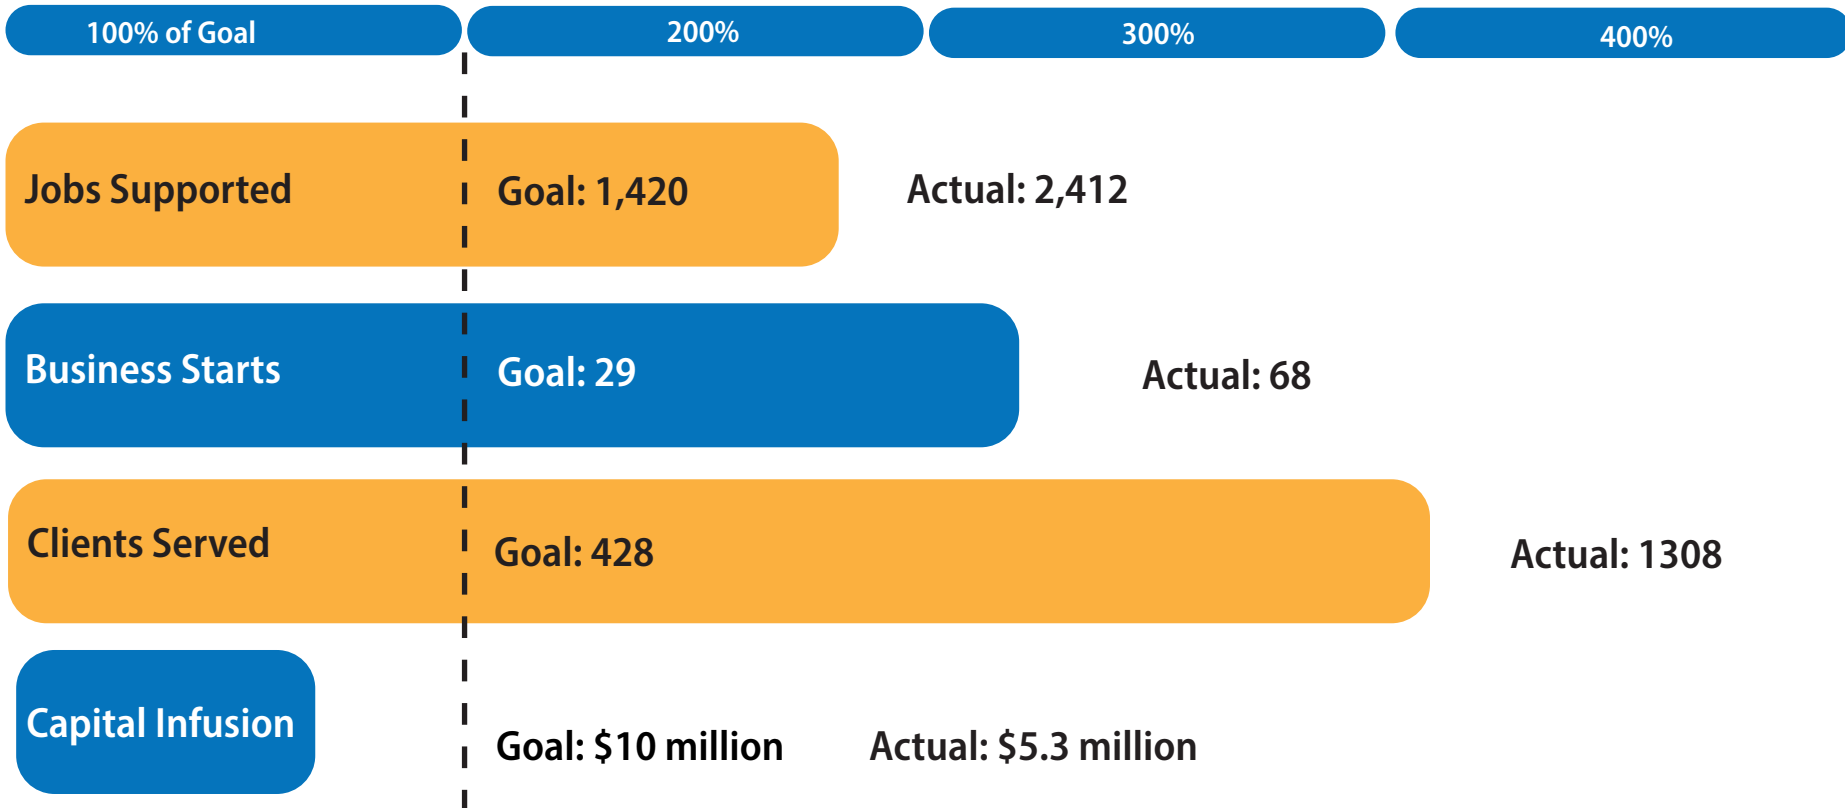 100% of Goal 200% 300% 400%
Jobs Supported Goal: 1,420 Actual: 2,412
Business Starts Goal: 29 Actual: 68
Clients Served Goal: 428 Actual: 1308
Capital Infusion Goal: $10 million Actual: $5.3 million